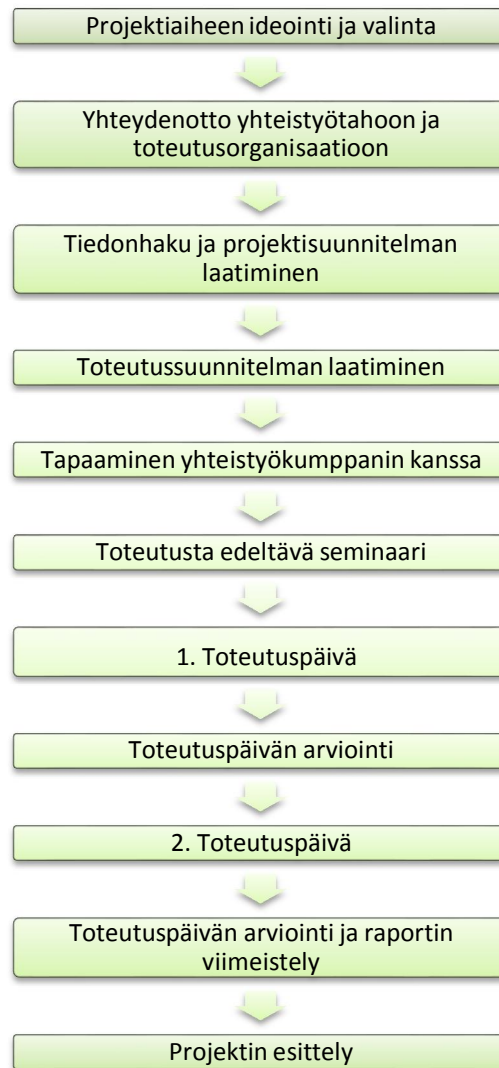 Projektiaiheen ideointi ja valinta
Yhteydenotto yhteistyötahoon ja
toteutusorganisaatioon
Tiedonhaku ja projektisuunnitelman
laatiminen
Toteutussuunnitelman laatiminen
Tapaaminen yhteistyökumppanin kanssa
Toteutusta edeltävä seminaari
1. Toteutuspäivä
Toteutuspäivän arviointi
2. Toteutuspäivä
Toteutuspäivän arviointi ja raportin
viimeistely
Projektin esittely